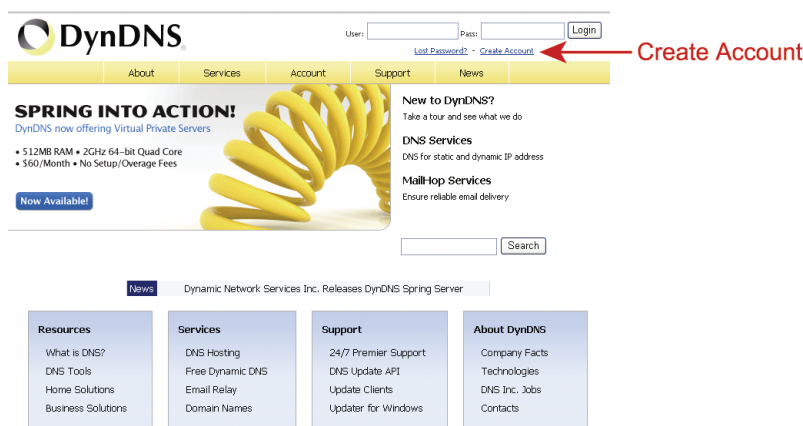 DynDNS
User:
Pass:
Login
Lost Password? - Create Account
Create Account
About Services Account Support News
SPRING INTO ACTION!
DynDNS now offering Virtual Private Servers
• 512MB RAM • 2GHz 64-bit Quad Core
• $60/Month • No Setup/Overage Fees
Now Available!
New to DynDNS?
Take a tour and see what we do
DNS Services
DNS for static and dynamic IP address
MailHop Services
Ensure reliable email delivery
Search
News Dynamic Network Services Inc. Releases DynDNS Spring Server
Resources
What is DNS?
DNS Tools
Home Solutions
Business Solutions
Services
DNS Hosting
Free Dynamic DNS
Email Relay
Domain Names
Support
24/7 Premier Support
DNS Update API
Update Clients
Updater for Windows
About DynDNS
Company Facts
Technologies
DNS Inc. Jobs
Contacts